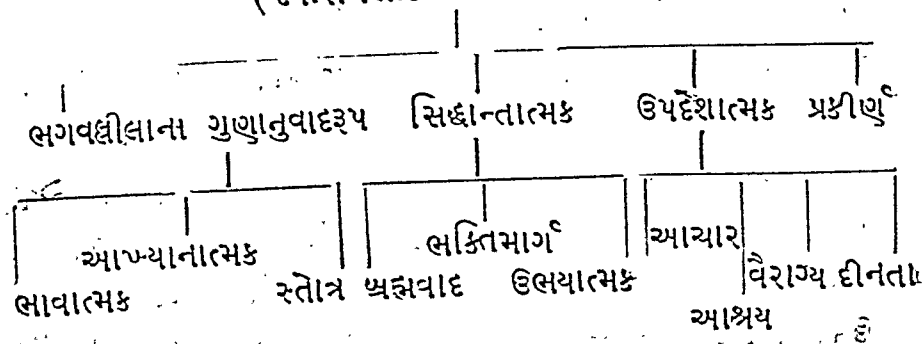 ભગવલ્લીલાના ગુણાનુવાદરૂપ સિદ્ધાન્તાત્મક ઉપદેશાત્મક પ્રકીર્ણ
આખ્યાનાત્મક ભક્તિમાર્ગ આચાર
ભાવાત્મક સ્તોત્ર બ્રહ્મવાદ ઉભયાત્મક વૈરાગ્ય દીનતા
આશ્રય